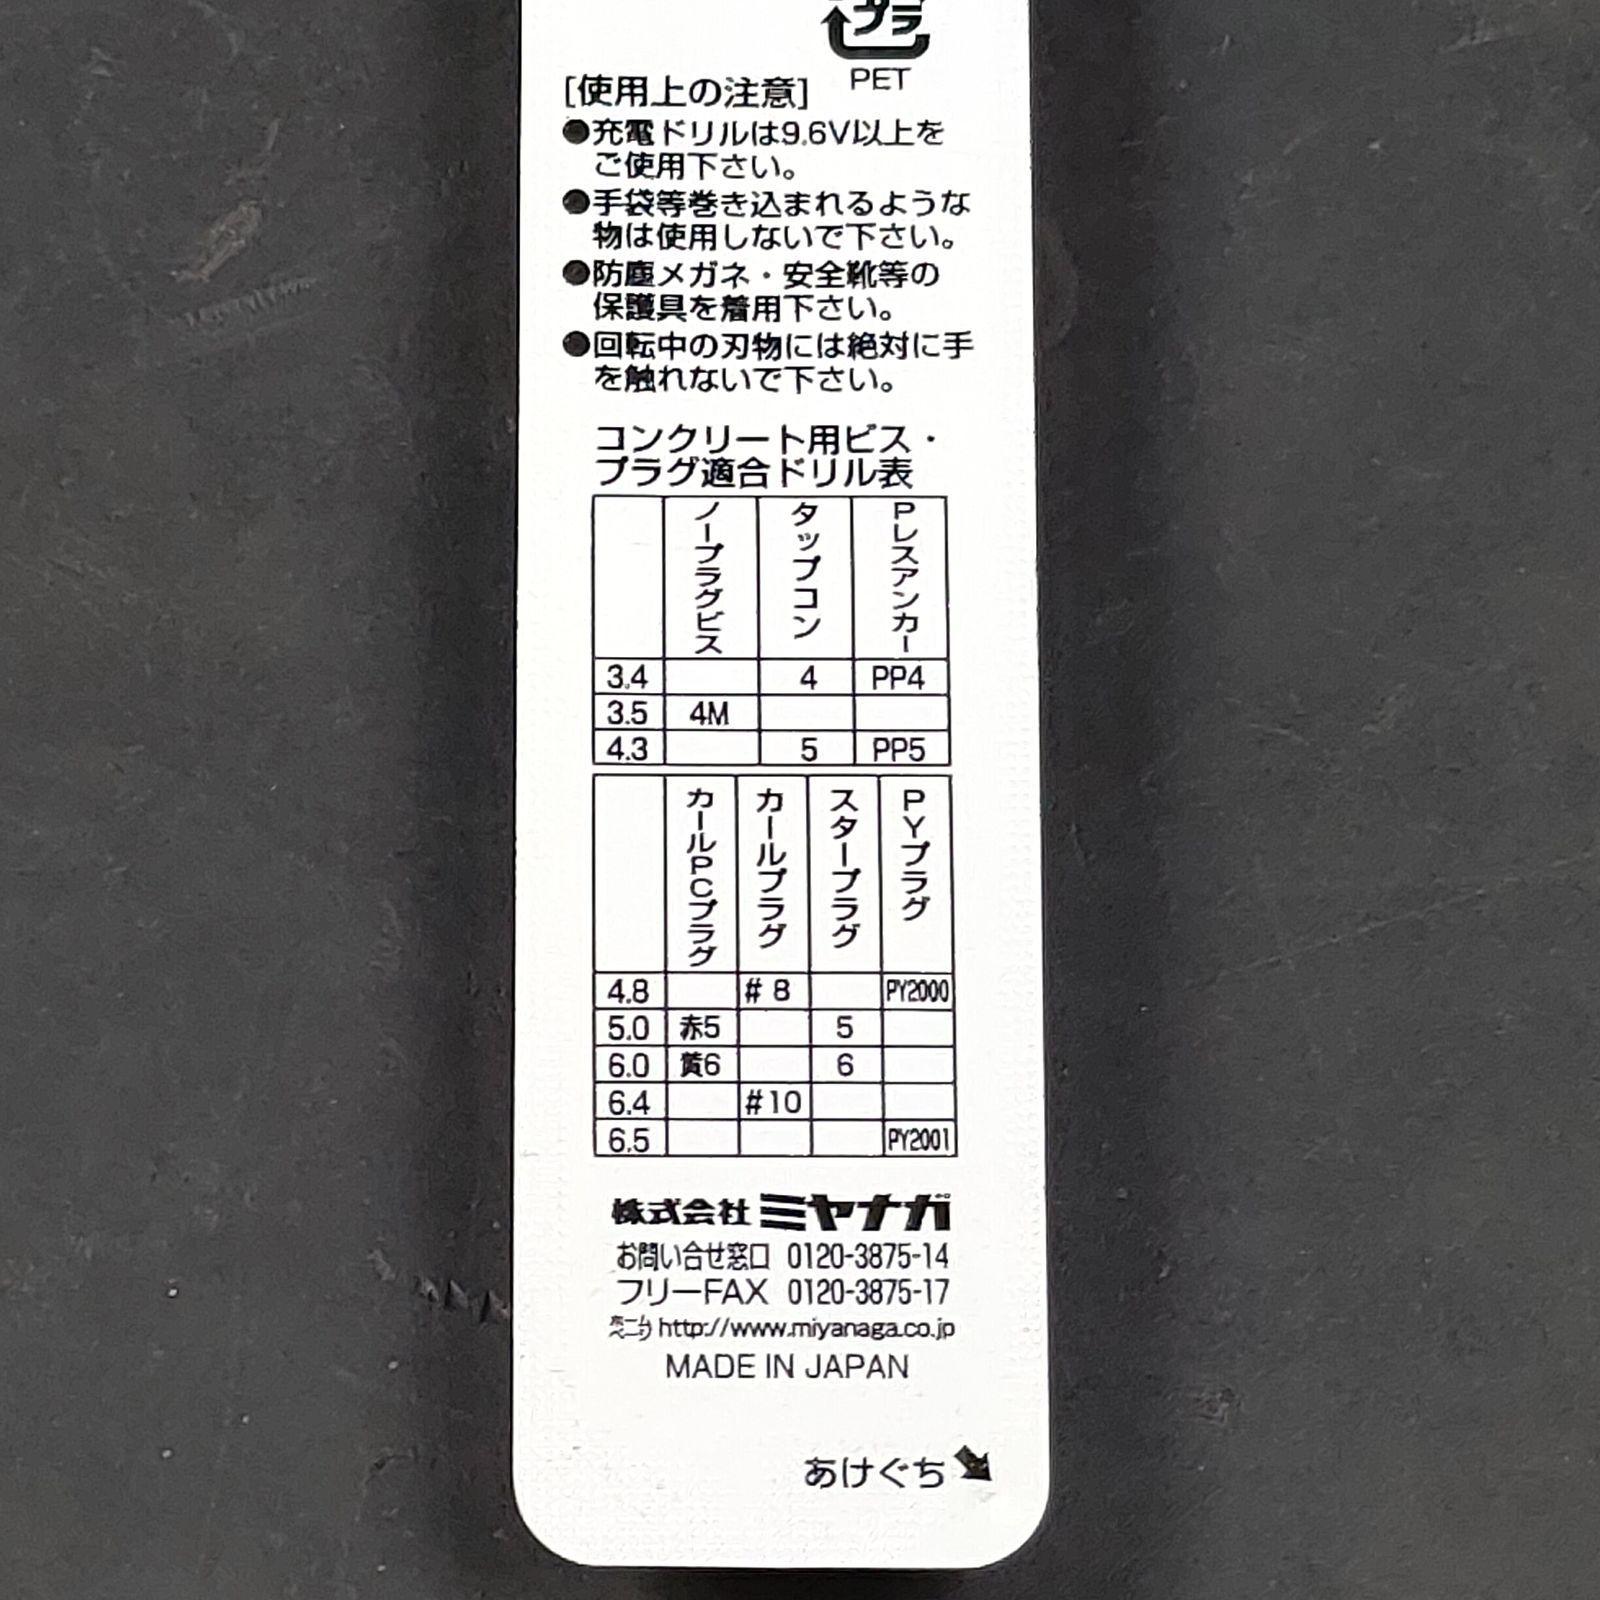 プラ
PET
[使用上の注意]
●充電ドリルは9.6V以上を
ご使用下さい。
●手袋等巻き込まれるような
物は使用しないで下さい。
●防塵メガネ・安全靴等の
保護具を着用下さい。
●回転中の刃物には絶対に手
を触れないで下さい。
コンクリート用ビス・
プラグ適合ドリル表
ノープラグビス タップコン Pレスアンカー
3.4 4 PP4
3.5 4M
4.3 5 PP5
カールPCプラグ カールプラグ スタープラグ PYプラグ
4.8 #8 PY2000
5.0 赤5 5
6.0 黄6 6
6.4 #10
6.5 PY2001
株式会社 ミヤナガ
お問い合せ窓口 0120-3875-14
フリーFAX 0120-3875-17
ホームページ http://www.miyanaga.co.jp
MADE IN JAPAN
あけぐち